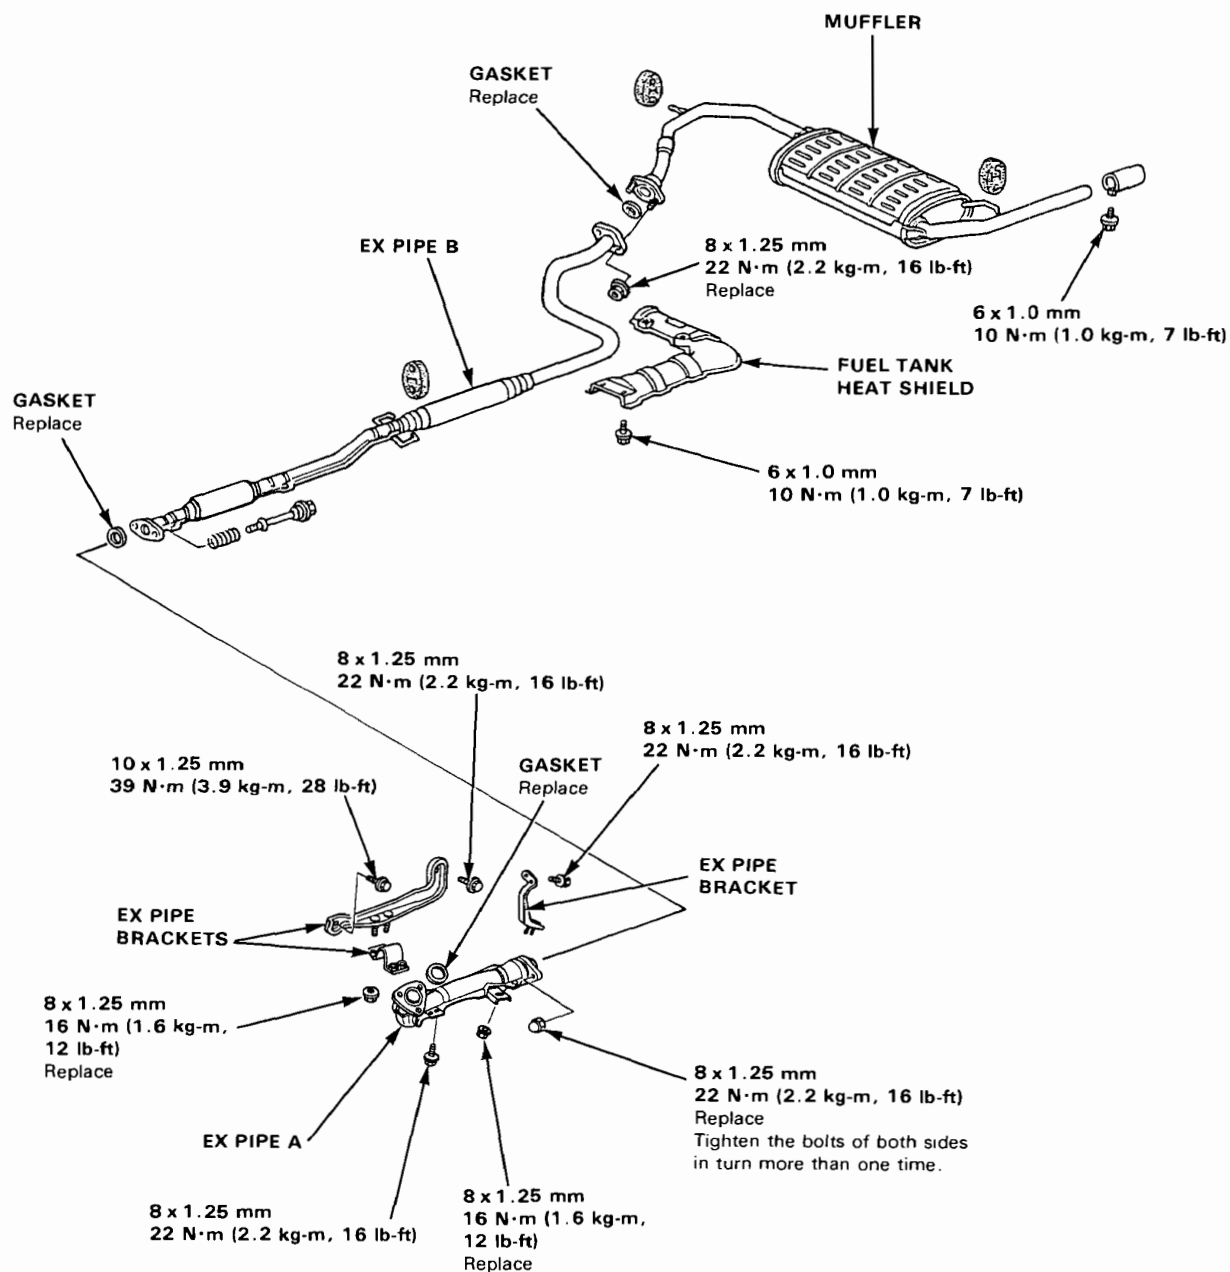 MUFFLER
GASKET
Replace
EX PIPE B
8 x 1.25 mm
22 N·m (2.2 kg-m, 16 lb-ft)
Replace
6 x 1.0 mm
10 N·m (1.0 kg-m, 7 lb-ft)
FUEL TANK
HEAT SHIELD
GASKET
Replace
6 x 1.0 mm
10 N·m (1.0 kg-m, 7 lb-ft)
8 x 1.25 mm
22 N·m (2.2 kg-m, 16 lb-ft)
8 x 1.25 mm
22 N·m (2.2 kg-m, 16 lb-ft)
10 x 1.25 mm
39 N·m (3.9 kg-m, 28 lb-ft)
GASKET
Replace
EX PIPE
BRACKET
EX PIPE
BRACKETS
8 x 1.25 mm
16 N·m (1.6 kg-m,
12 lb-ft)
Replace
EX PIPE A
8 x 1.25 mm
22 N·m (2.2 kg-m, 16 lb-ft)
Replace
Tighten the bolts of both sides
in turn more than one time.
8 x 1.25 mm
22 N·m (2.2 kg-m, 16 lb-ft)
8 x 1.25 mm
16 N·m (1.6 kg-m,
12 lb-ft)
Replace